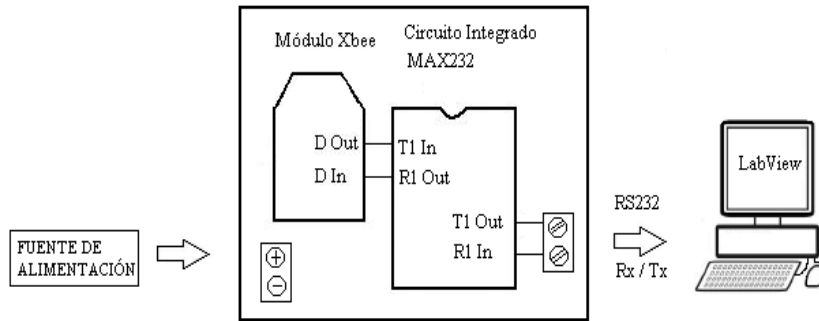 Módulo Xbee
Circuito Integrado
MAX232
D Out
T1 In
D In
R1 Out
T1 Out
R1 In
FUENTE DE
ALIMENTACIÓN
+
−
RS232
Rx / Tx
LabView